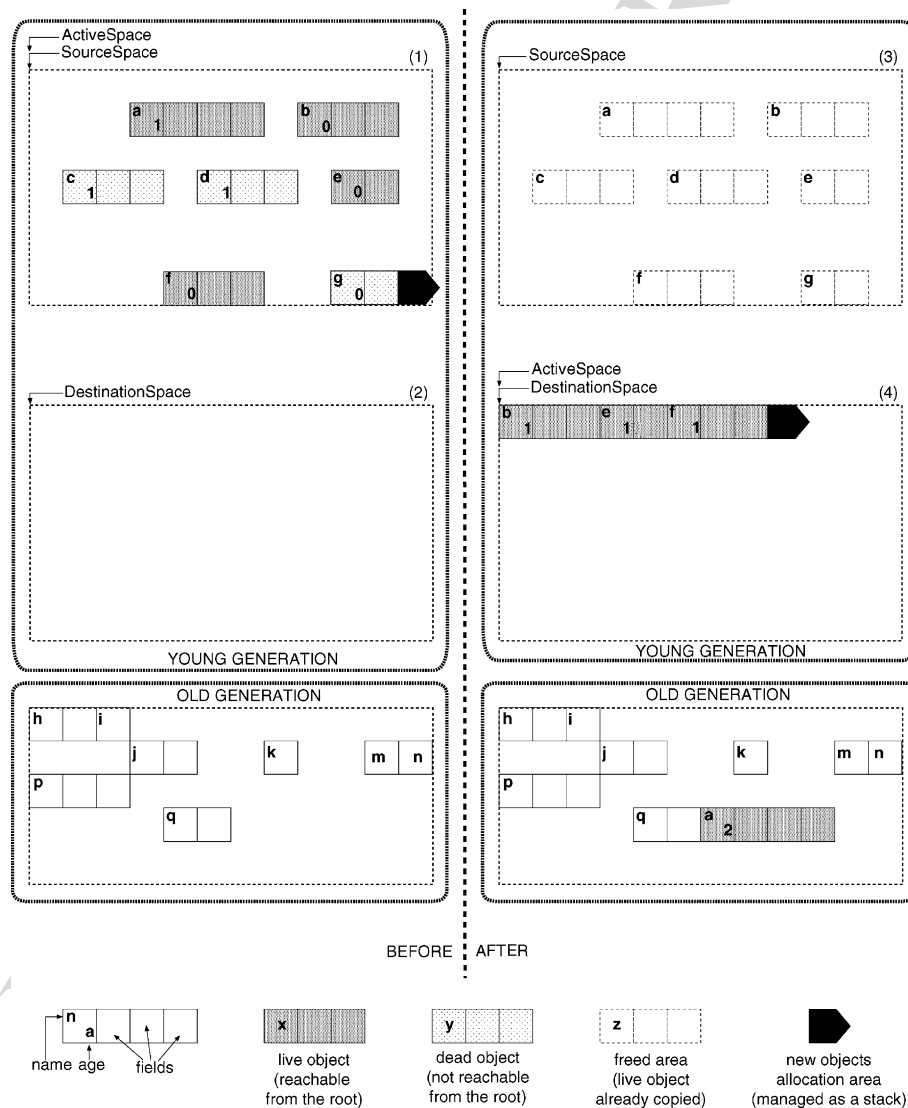 ActiveSpace
SourceSpace (1)
a b
1 0
c d e
1 1 0
f g
0 0
DestinationSpace (2)
YOUNG GENERATION
OLD GENERATION
h i
j k m n
p
q
SourceSpace (3)
a b
c d e
f g
ActiveSpace
DestinationSpace (4)
b e f
1 1 1
YOUNG GENERATION
OLD GENERATION
h i
j k m n
p
q a
2
BEFORE AFTER
n
a
name age fields
x
live object
(reachable
from the root)
y
dead object
(not reachable
from the root)
z
freed area
(live object
already copied)
new objects
allocation area
(managed as a stack)